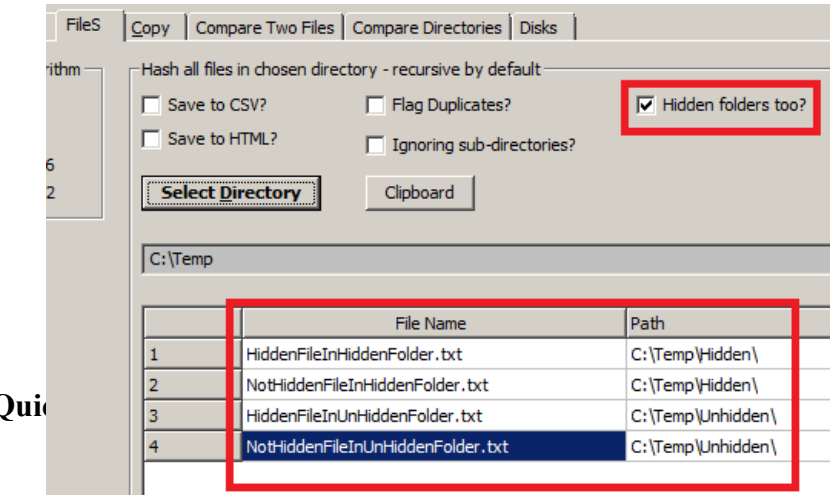 FileS Copy Compare Two Files Compare Directories Disks
rithm
Hash all files in chosen directory - recursive by default
Save to CSV? Flag Duplicates? Hidden folders too?
Save to HTML? Ignoring sub-directories?
6
2
Select Directory Clipboard
C:\Temp
File Name Path
1 HiddenFileInHiddenFolder.txt C:\Temp\Hidden\
2 NotHiddenFileInHiddenFolder.txt C:\Temp\Hidden\
Quic
3 HiddenFileInUnHiddenFolder.txt C:\Temp\Unhidden\
4 NotHiddenFileInUnHiddenFolder.txt C:\Temp\Unhidden\